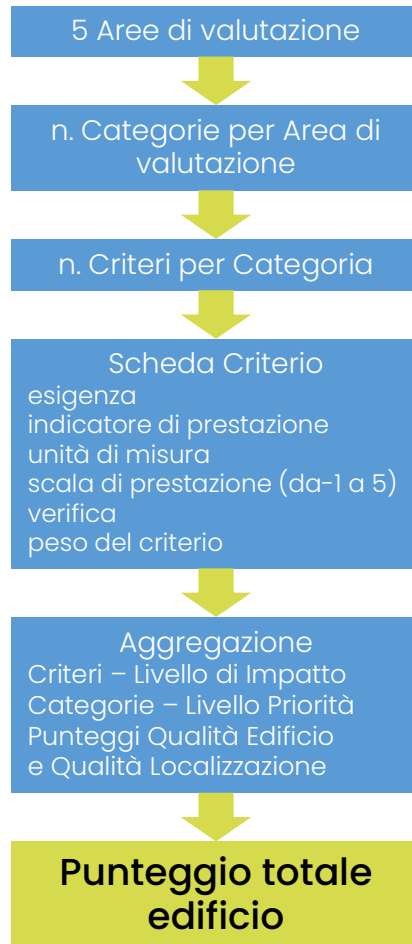 5 Aree di valutazione
n. Categorie per Area di
valutazione
n. Criteri per Categoria
Scheda Criterio
esigenza
indicatore di prestazione
unità di misura
scala di prestazione (da-1 a 5)
verifica
peso del criterio
Aggregazione
Criteri – Livello di Impatto
Categorie – Livello Priorità
Punteggi Qualità Edificio
e Qualità Localizzazione
Punteggio totale
edificio